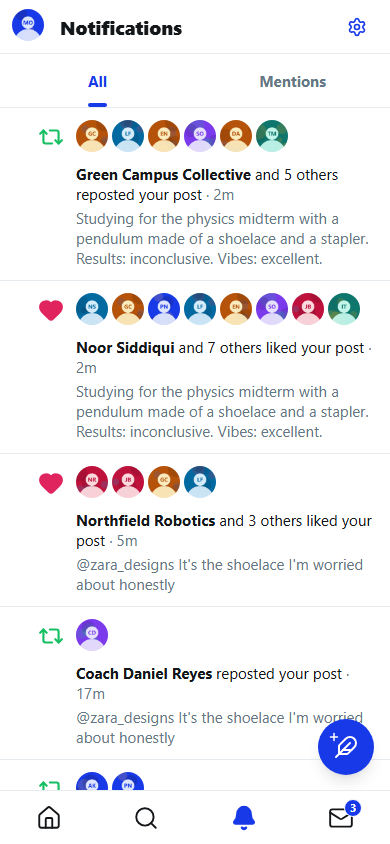 MO
Notifications
All
Mentions
GC LF EN SO DA TM
Green Campus Collective and 5 others
reposted your post · 2m
Studying for the physics midterm with a
pendulum made of a shoelace and a stapler.
Results: inconclusive. Vibes: excellent.
NS GC PN LF EN SO JB IT
Noor Siddiqui and 7 others liked your post ·
2m
Studying for the physics midterm with a
pendulum made of a shoelace and a stapler.
Results: inconclusive. Vibes: excellent.
NR JB GC LF
Northfield Robotics and 3 others liked your
post · 5m
@zara_designs It's the shoelace I'm worried
about honestly
CD
Coach Daniel Reyes reposted your post ·
17m
@zara_designs It's the shoelace I'm worried
about honestly
AK PN
3